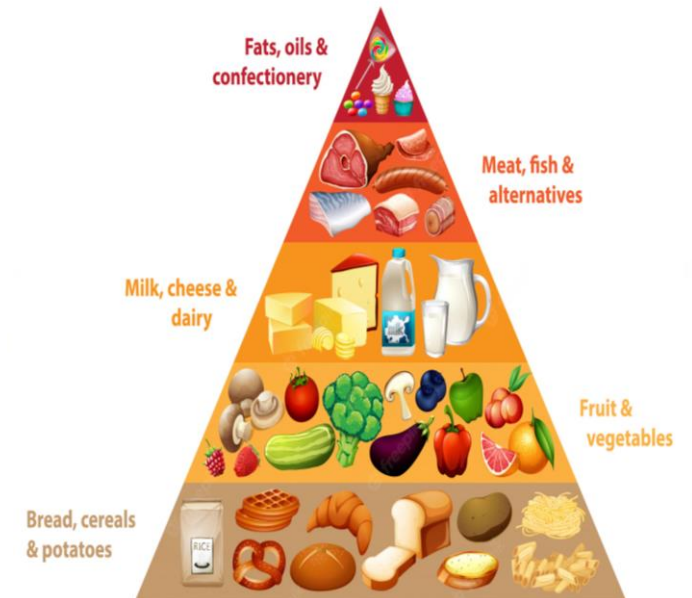 Fats, oils &
confectionery
Meat, fish &
alternatives
Milk, cheese &
dairy
Fruit &
vegetables
Bread, cereals
& potatoes
RICE